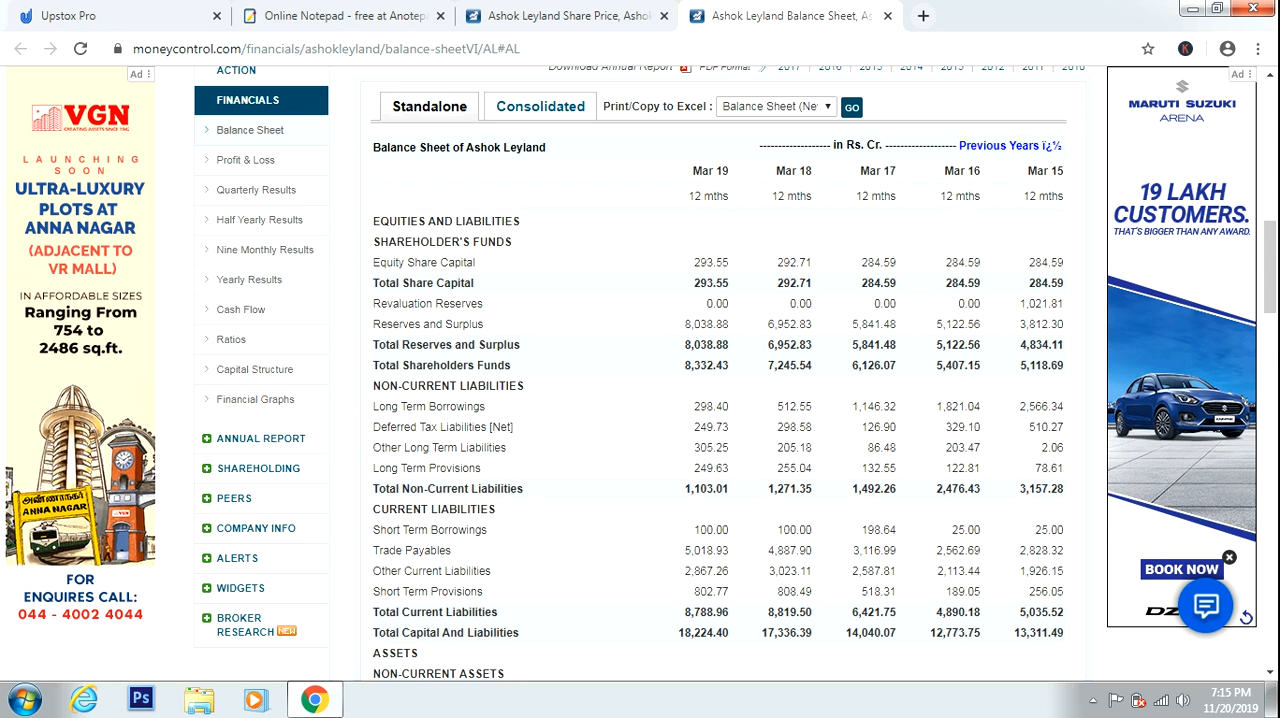 Upstox Pro
Online Notepad - free at Anotep
Ashok Leyland Share Price, Ashok
Ashok Leyland Balance Sheet, As
moneycontrol.com/financials/ashokleyland/balance-sheetVI/AL#AL
K
Ad
VGN
CREATING ASSETS SINCE 1942
LAUNCHING
SOON
ULTRA-LUXURY
PLOTS AT
ANNA NAGAR
(ADJACENT TO
VR MALL)
IN AFFORDABLE SIZES
Ranging From
754 to
2486 sq.ft.
அண்ணாநகர்
ANNA NAGAR
VGN
FOR
ENQUIRES CALL:
044 - 4002 4044
ACTION
FINANCIALS
Balance Sheet
Profit & Loss
Quarterly Results
Half Yearly Results
Nine Monthly Results
Yearly Results
Cash Flow
Ratios
Capital Structure
Financial Graphs
ANNUAL REPORT
SHAREHOLDING
PEERS
COMPANY INFO
ALERTS
WIDGETS
BROKER
RESEARCH NEW
Download Annual Report PDF Format 2017 2016 2015 2014 2013 2012 2011 2010
Standalone Consolidated Print/Copy to Excel : Balance Sheet (Ne GO
Balance Sheet of Ashok Leyland ------------------- in Rs. Cr. ------------------- Previous Years ï¿½
Mar 19 Mar 18 Mar 17 Mar 16 Mar 15
12 mths 12 mths 12 mths 12 mths 12 mths
EQUITIES AND LIABILITIES
SHAREHOLDER'S FUNDS
Equity Share Capital 293.55 292.71 284.59 284.59 284.59
Total Share Capital 293.55 292.71 284.59 284.59 284.59
Revaluation Reserves 0.00 0.00 0.00 0.00 1,021.81
Reserves and Surplus 8,038.88 6,952.83 5,841.48 5,122.56 3,812.30
Total Reserves and Surplus 8,038.88 6,952.83 5,841.48 5,122.56 4,834.11
Total Shareholders Funds 8,332.43 7,245.54 6,126.07 5,407.15 5,118.69
NON-CURRENT LIABILITIES
Long Term Borrowings 298.40 512.55 1,146.32 1,821.04 2,566.34
Deferred Tax Liabilities [Net] 249.73 298.58 126.90 329.10 510.27
Other Long Term Liabilities 305.25 205.18 86.48 203.47 2.06
Long Term Provisions 249.63 255.04 132.55 122.81 78.61
Total Non-Current Liabilities 1,103.01 1,271.35 1,492.26 2,476.43 3,157.28
CURRENT LIABILITIES
Short Term Borrowings 100.00 100.00 198.64 25.00 25.00
Trade Payables 5,018.93 4,887.90 3,116.99 2,562.69 2,828.32
Other Current Liabilities 2,867.26 3,023.11 2,587.81 2,113.44 1,926.15
Short Term Provisions 802.77 808.49 518.31 189.05 256.05
Total Current Liabilities 8,788.96 8,819.50 6,421.75 4,890.18 5,035.52
Total Capital And Liabilities 18,224.40 17,336.39 14,040.07 12,773.75 13,311.49
ASSETS
NON-CURRENT ASSETS
Ad
MARUTI SUZUKI
ARENA
19 LAKH
CUSTOMERS.
THAT'S BIGGER THAN ANY AWARD.
BOOK NOW
DZ
Ps
7:15 PM
11/20/2019